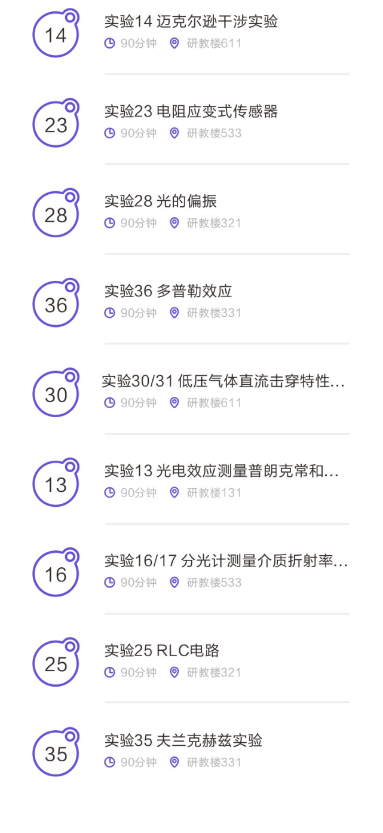 14
实验14 迈克尔逊干涉实验
90分钟 研教楼611
23
实验23 电阻应变式传感器
90分钟 研教楼533
28
实验28 光的偏振
90分钟 研教楼321
36
实验36 多普勒效应
90分钟 研教楼331
30
实验30/31 低压气体直流击穿特性...
90分钟 研教楼611
13
实验13 光电效应测量普朗克常和...
90分钟 研教楼131
16
实验16/17 分光计测量介质折射率...
90分钟 研教楼533
25
实验25 RLC电路
90分钟 研教楼321
35
实验35 夫兰克赫兹实验
90分钟 研教楼331